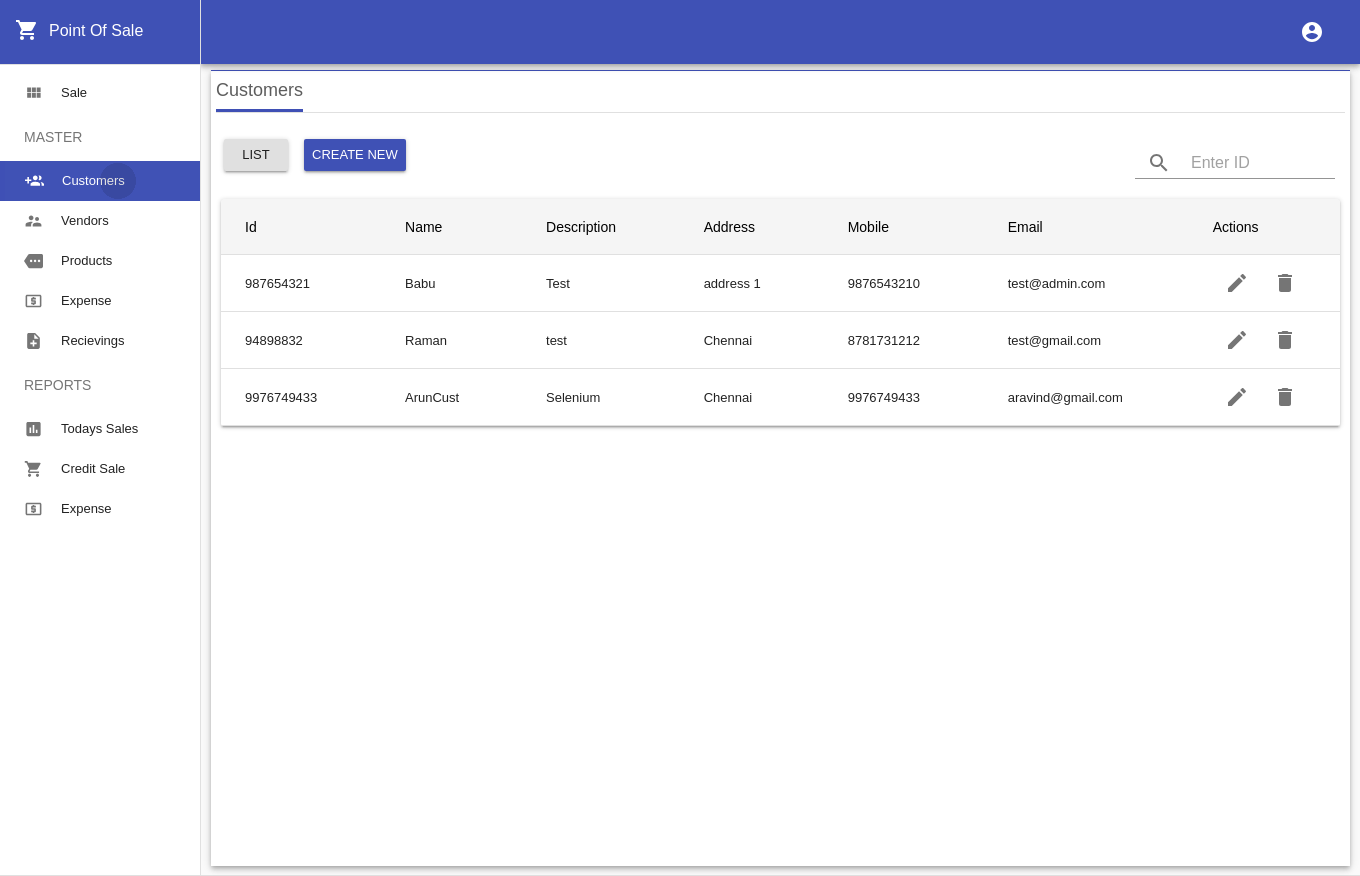 Point Of Sale
Sale
MASTER
Customers
Vendors
Products
Expense
Recievings
REPORTS
Todays Sales
Credit Sale
Expense
Customers
LIST CREATE NEW
Enter ID
Id Name Description Address Mobile Email Actions
987654321 Babu Test address 1 9876543210 test@admin.com
94898832 Raman test Chennai 8781731212 test@gmail.com
9976749433 ArunCust Selenium Chennai 9976749433 aravind@gmail.com